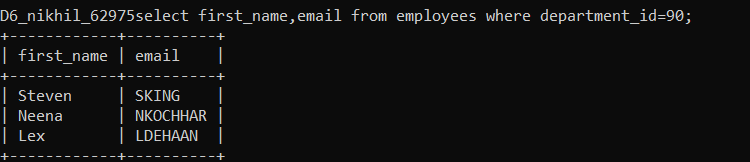 D6_nikhil_62975select first_name,email from employees where department_id=90;
+------------+----------+
| first_name | email    |
+------------+----------+
| Steven     | SKING    |
| Neena      | NKOCHHAR |
| Lex        | LDEHAAN  |
+------------+----------+